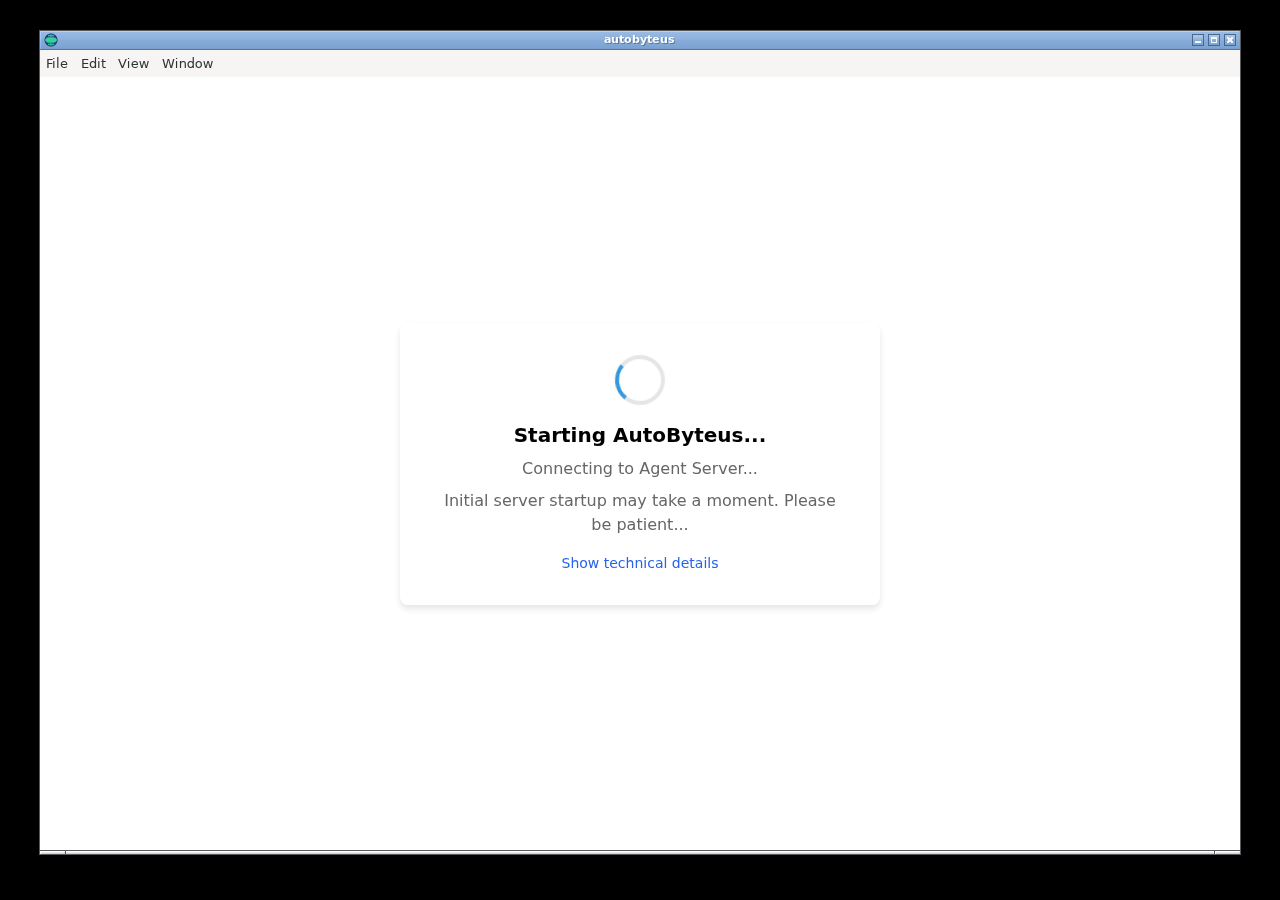 autobyteus
File Edit View Window
Starting AutoByteus...
Connecting to Agent Server...
Initial server startup may take a moment. Please
be patient...
Show technical details